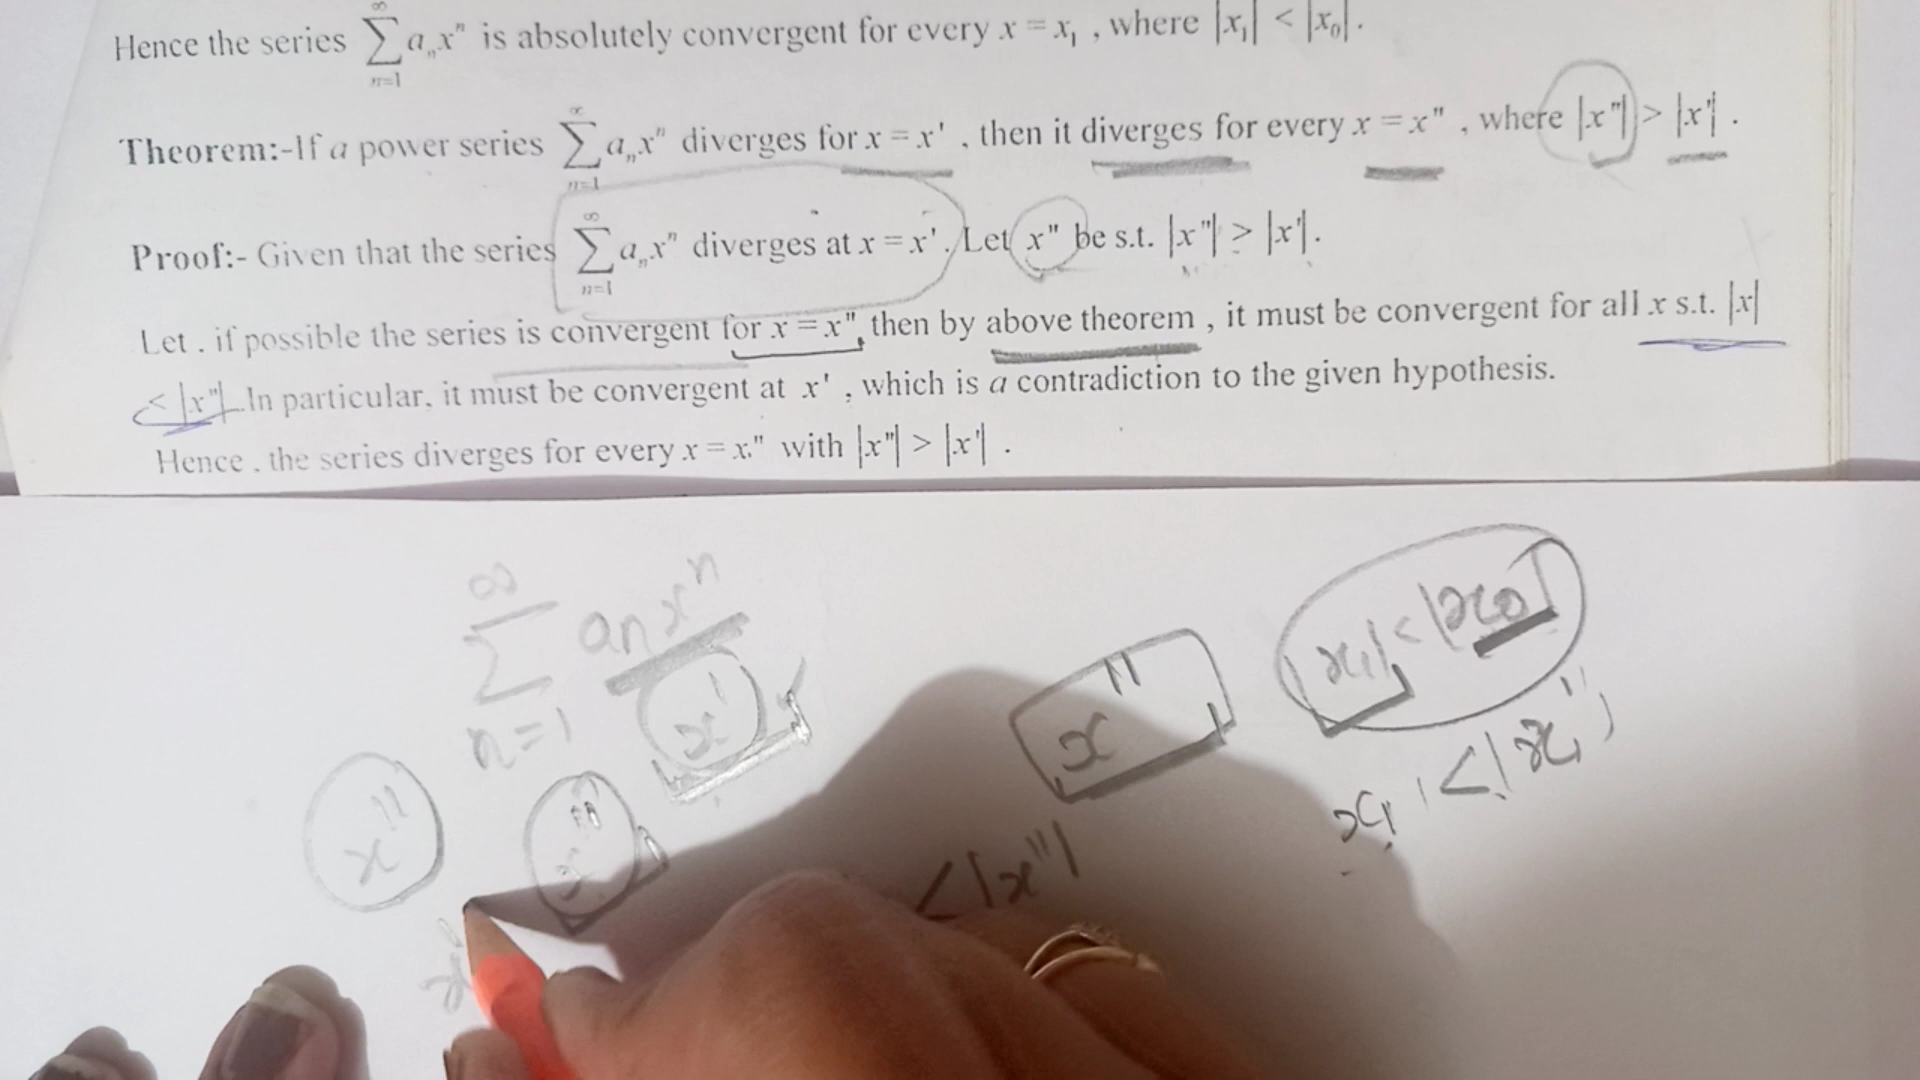 Hence the series ∑_{n=1}^{∞} a_n x^n is absolutely convergent for every x = x_1 , where |x_1| < |x_0| .
Theorem:-If a power series ∑_{n=1}^{∞} a_n x^n diverges for x = x' , then it diverges for every x = x" , where |x"| > |x'| .
Proof:- Given that the series ∑_{n=1}^{∞} a_n x^n diverges at x = x' . Let x" be s.t. |x"| > |x'| .
Let . if possible the series is convergent for x = x" , then by above theorem , it must be convergent for all x s.t. |x|
< |x"| .In particular, it must be convergent at x' , which is a contradiction to the given hypothesis.
Hence , the series diverges for every x = x." with |x"| > |x'| .
∑_{n=1}^{∞} a_n x^n
|x_1| < |x_0|
x'
x"
x"
x"
<|x"|